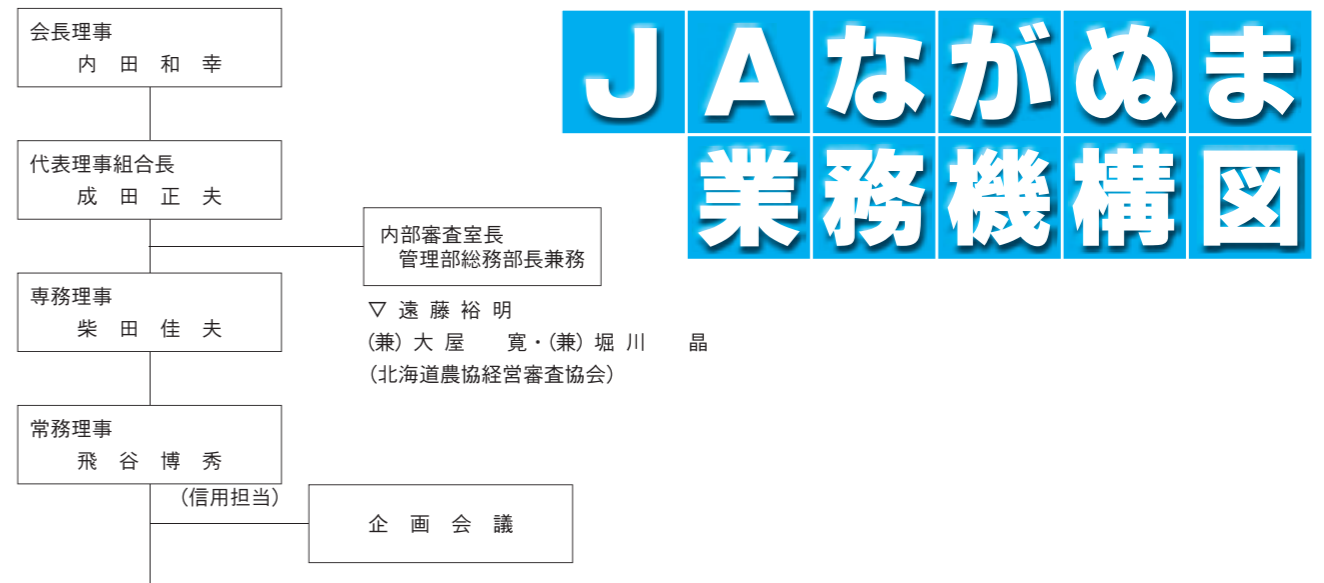 JAながぬま
業務機構図
会長理事
内 田 和 幸
代表理事組合長
成 田 正 夫
内部審査室長
管理部総務部長兼務
▽ 遠 藤 裕 明
(兼) 大 屋 　 寛・(兼) 堀 川 　 晶
(北海道農協経営審査協会)
専務理事
柴 田 佳 夫
常務理事
飛 谷 博 秀
(信用担当)
企 画 会 議